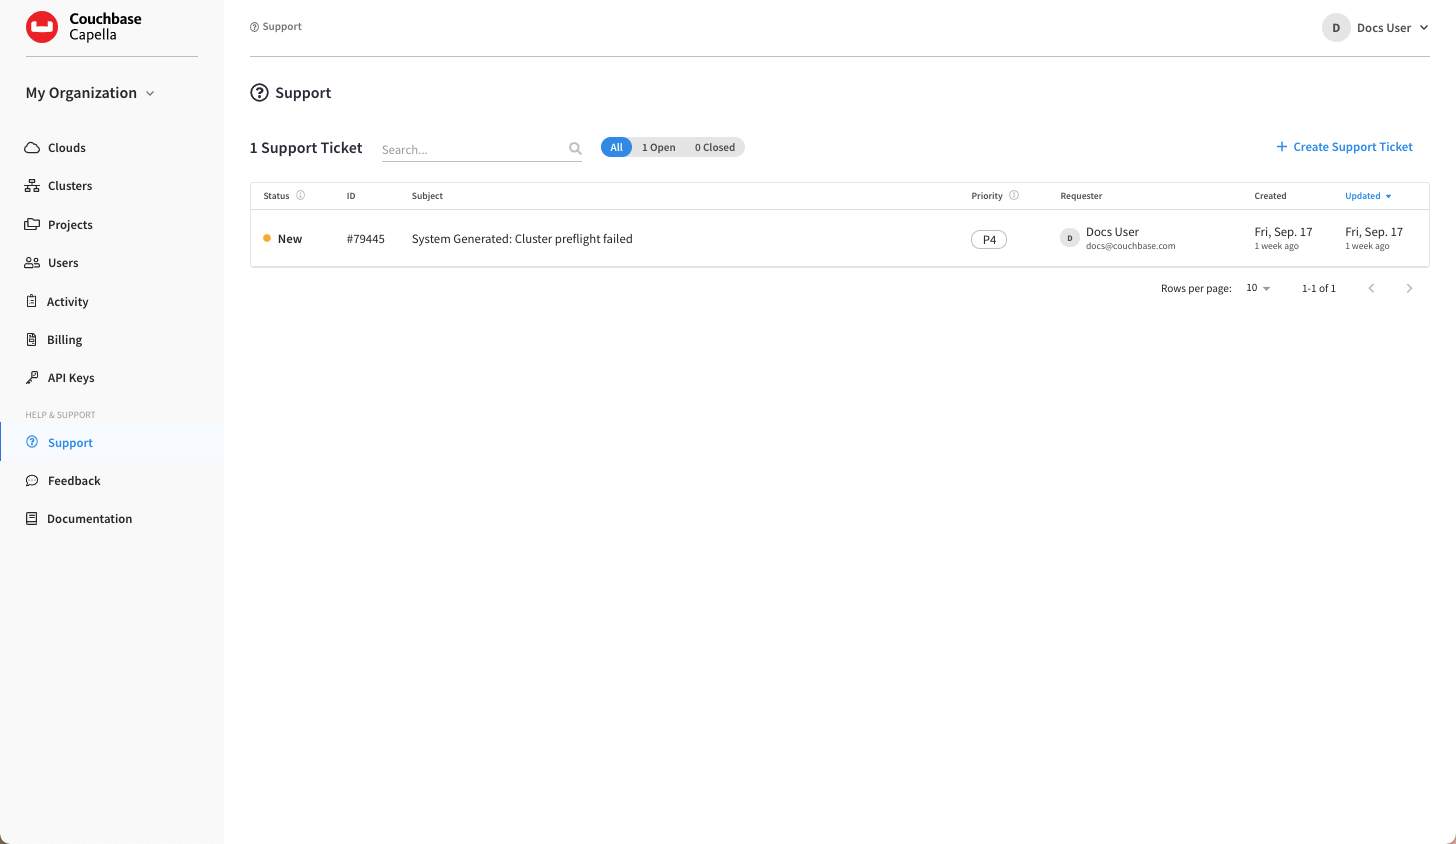 Couchbase
Capella
Support
D Docs User
My Organization
Support
Clouds
Clusters
Projects
Users
Activity
Billing
API Keys
HELP & SUPPORT
Support
Feedback
Documentation
1 Support Ticket Search... All 1 Open 0 Closed + Create Support Ticket
Status ID Subject Priority Requester Created Updated
New #79445 System Generated: Cluster preflight failed P4 D Docs User Fri, Sep. 17 Fri, Sep. 17
docs@couchbase.com 1 week ago 1 week ago
Rows per page: 10 1-1 of 1